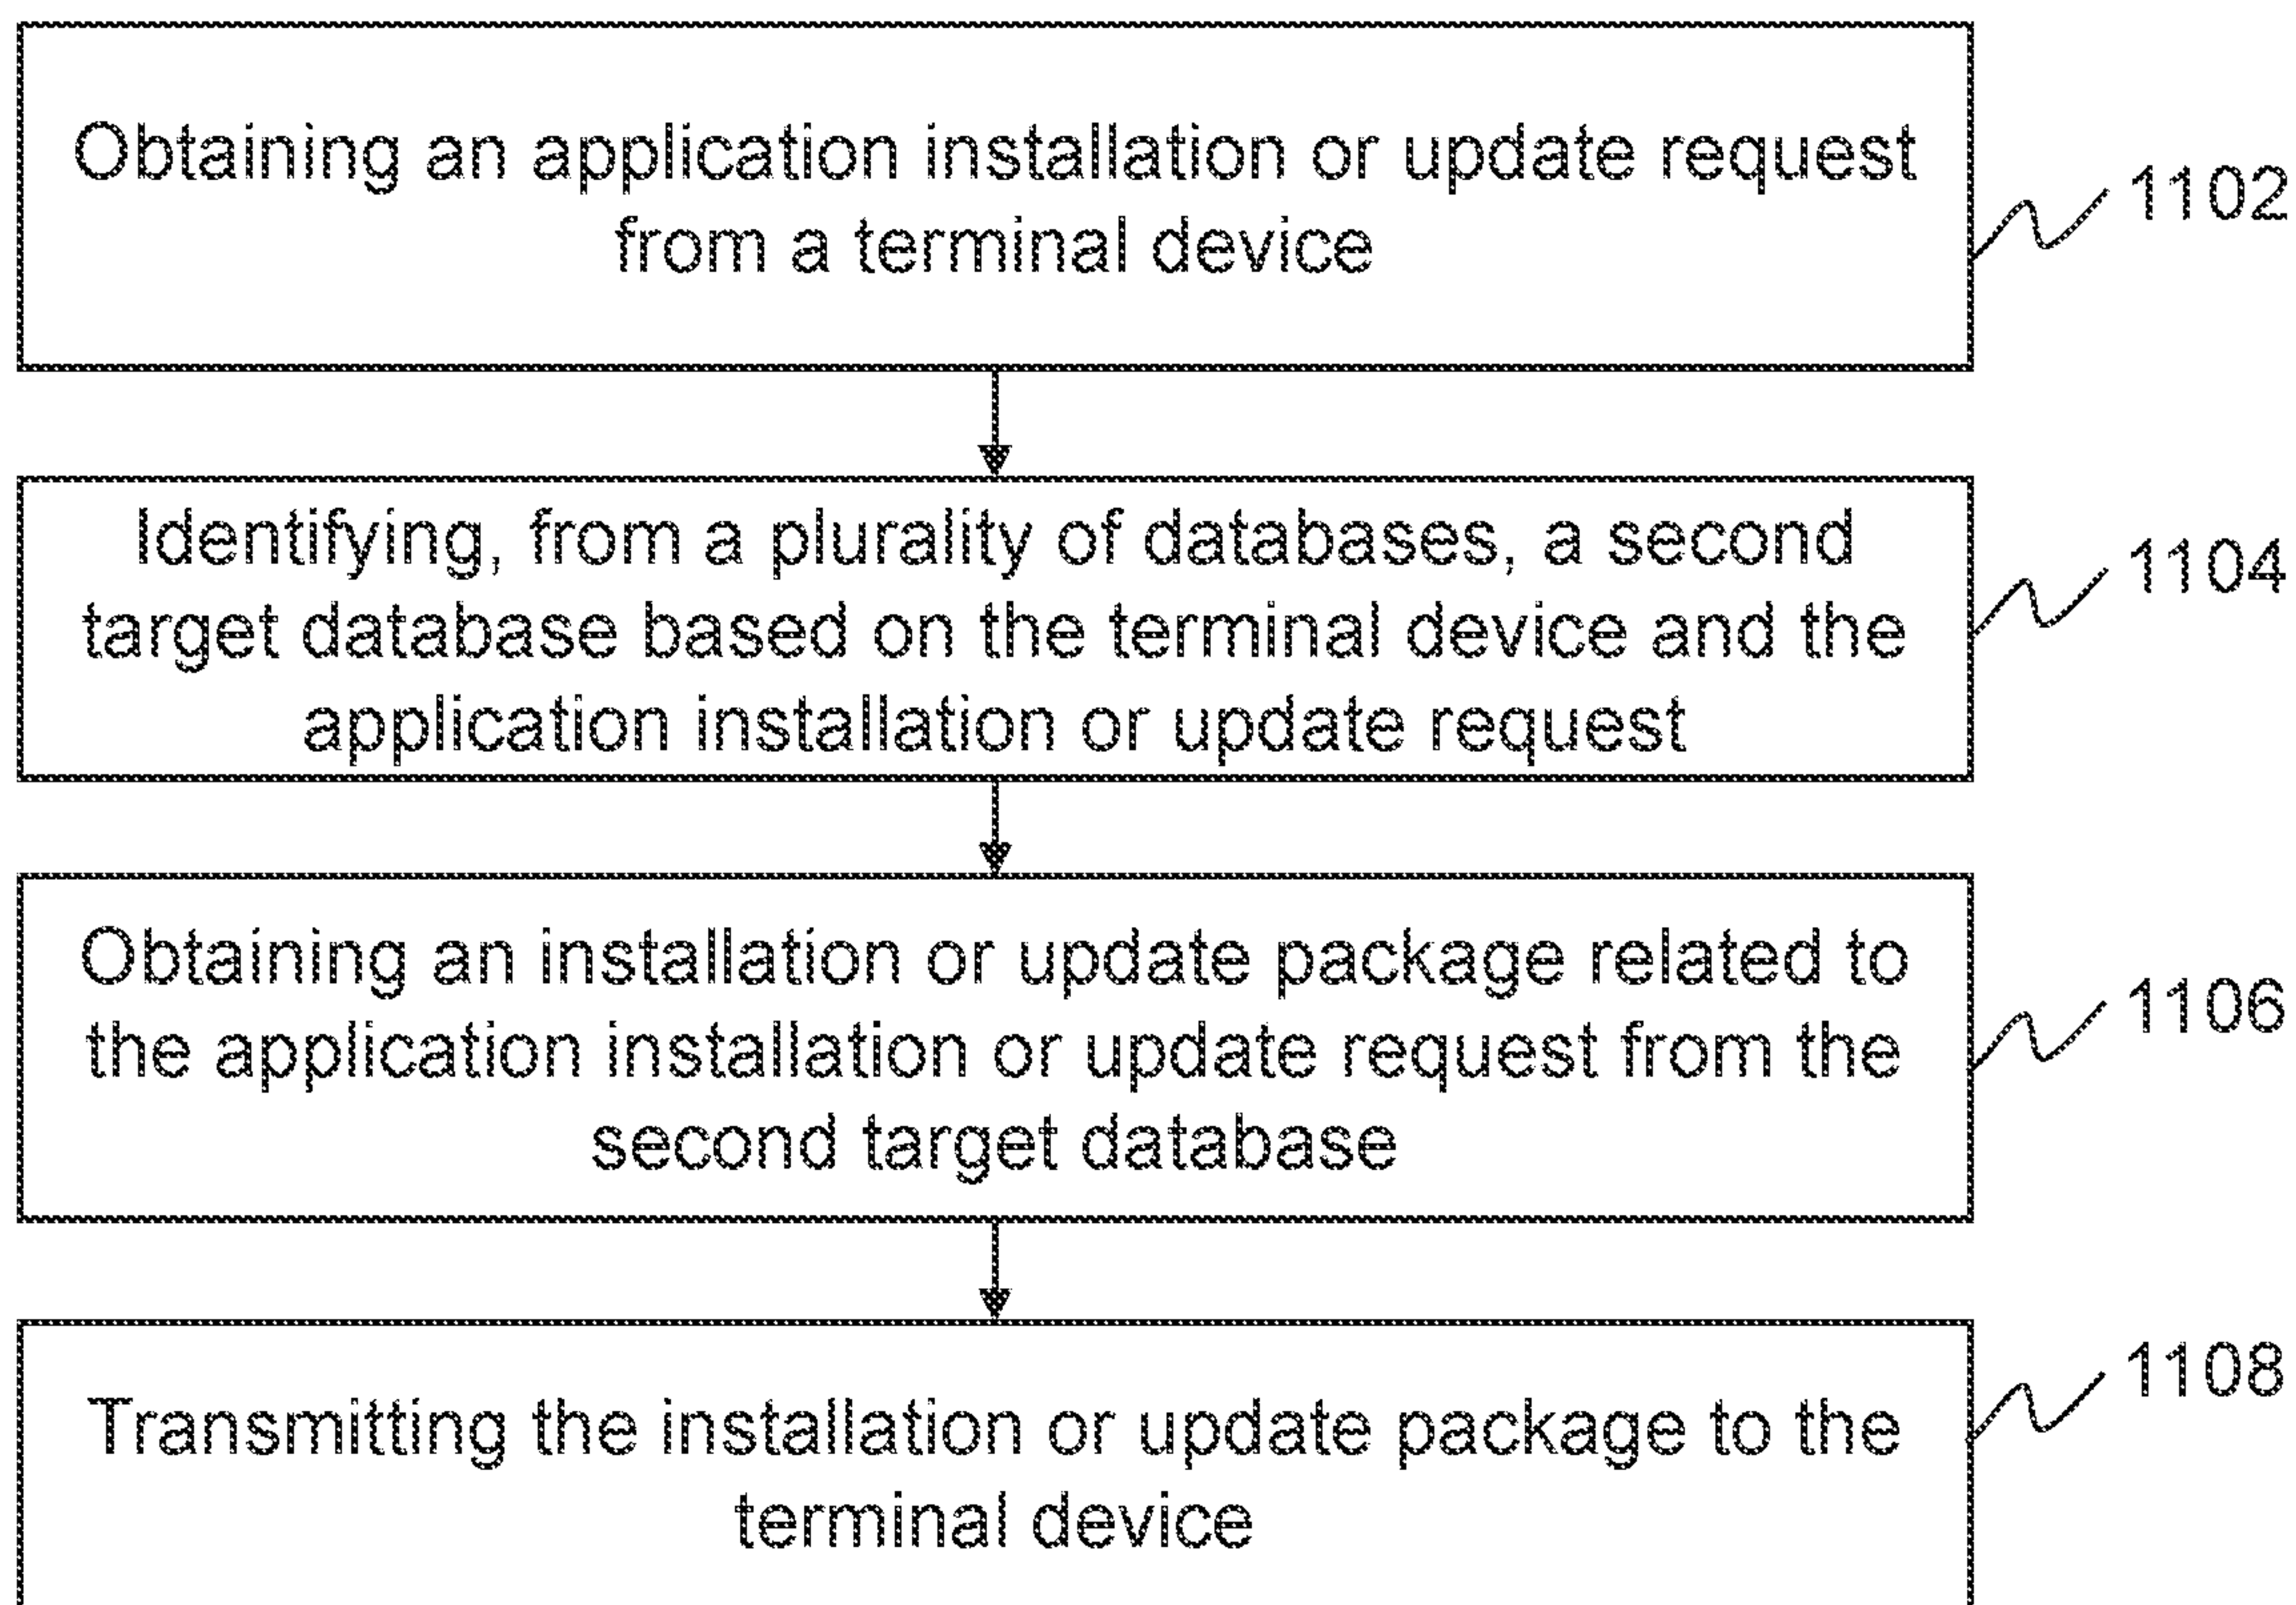 Obtaining an application installation or update request
from a terminal device
1102
Identifying, from a plurality of databases, a second
target database based on the terminal device and the
application installation or update request
1104
Obtaining an installation or update package related to
the application installation or update request from the
second target database
1106
Transmitting the installation or update package to the
terminal device
1108